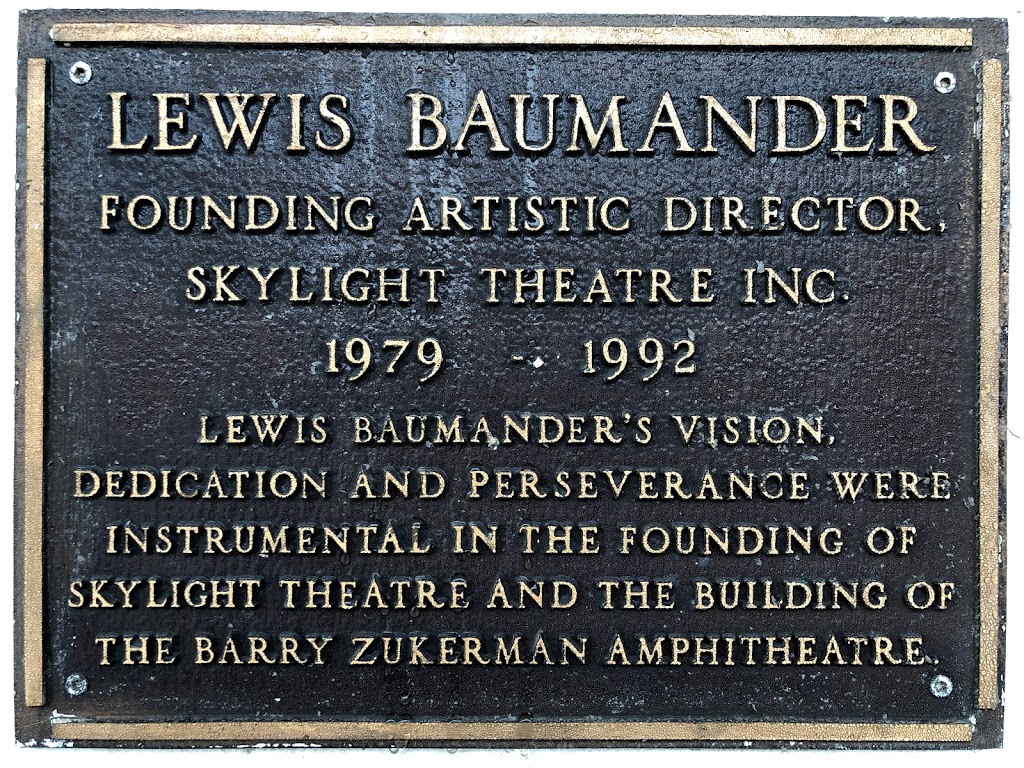 LEWIS BAUMANDER
FOUNDING ARTISTIC DIRECTOR,
SKYLIGHT THEATRE INC.
1979 - 1992
LEWIS BAUMANDER'S VISION,
DEDICATION AND PERSEVERANCE WERE
INSTRUMENTAL IN THE FOUNDING OF
SKYLIGHT THEATRE AND THE BUILDING OF
THE BARRY ZUKERMAN AMPHITHEATRE.